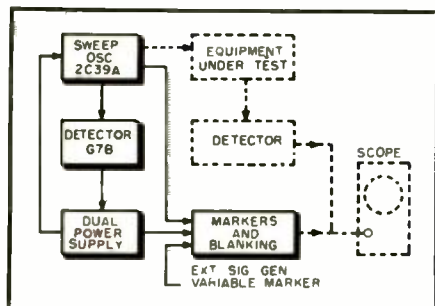 SWEEP
OSC
2C39A
EQUIPMENT
UNDER TEST
DETECTOR
G7B
DETECTOR
SCOPE
DUAL
POWER
SUPPLY
MARKERS
AND
BLANKING
EXT SIG GEN
VARIABLE MARKER